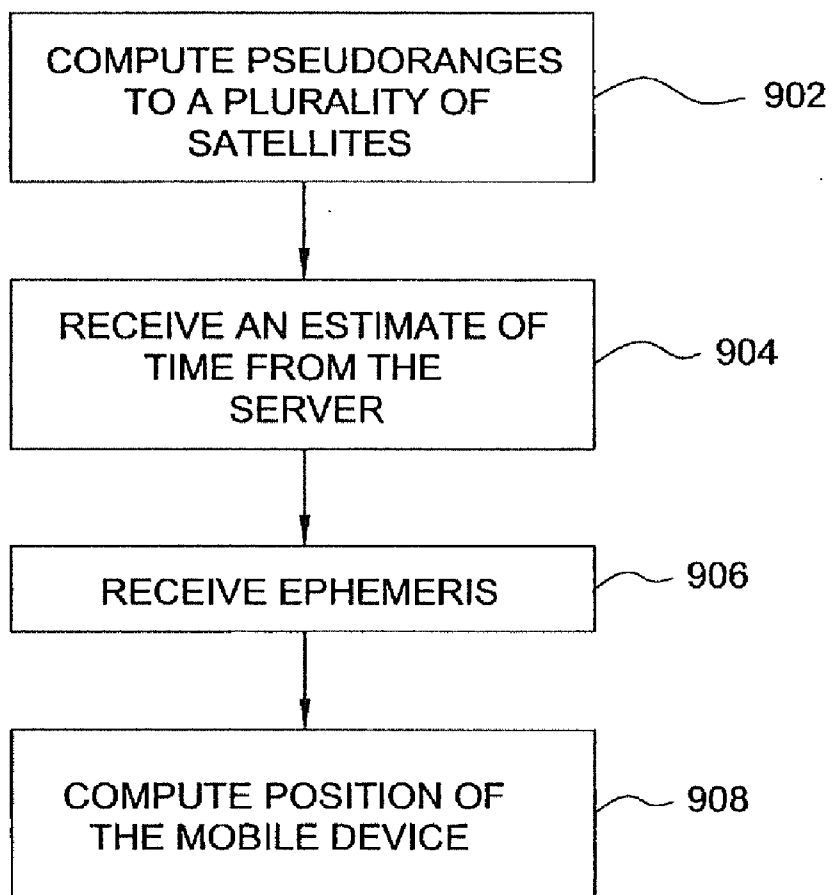 COMPUTE PSEUDORANGES
TO A PLURALITY OF
SATELLITES
902
RECEIVE AN ESTIMATE OF
TIME FROM THE
SERVER
904
RECEIVE EPHEMERIS
906
COMPUTE POSITION OF
THE MOBILE DEVICE
908